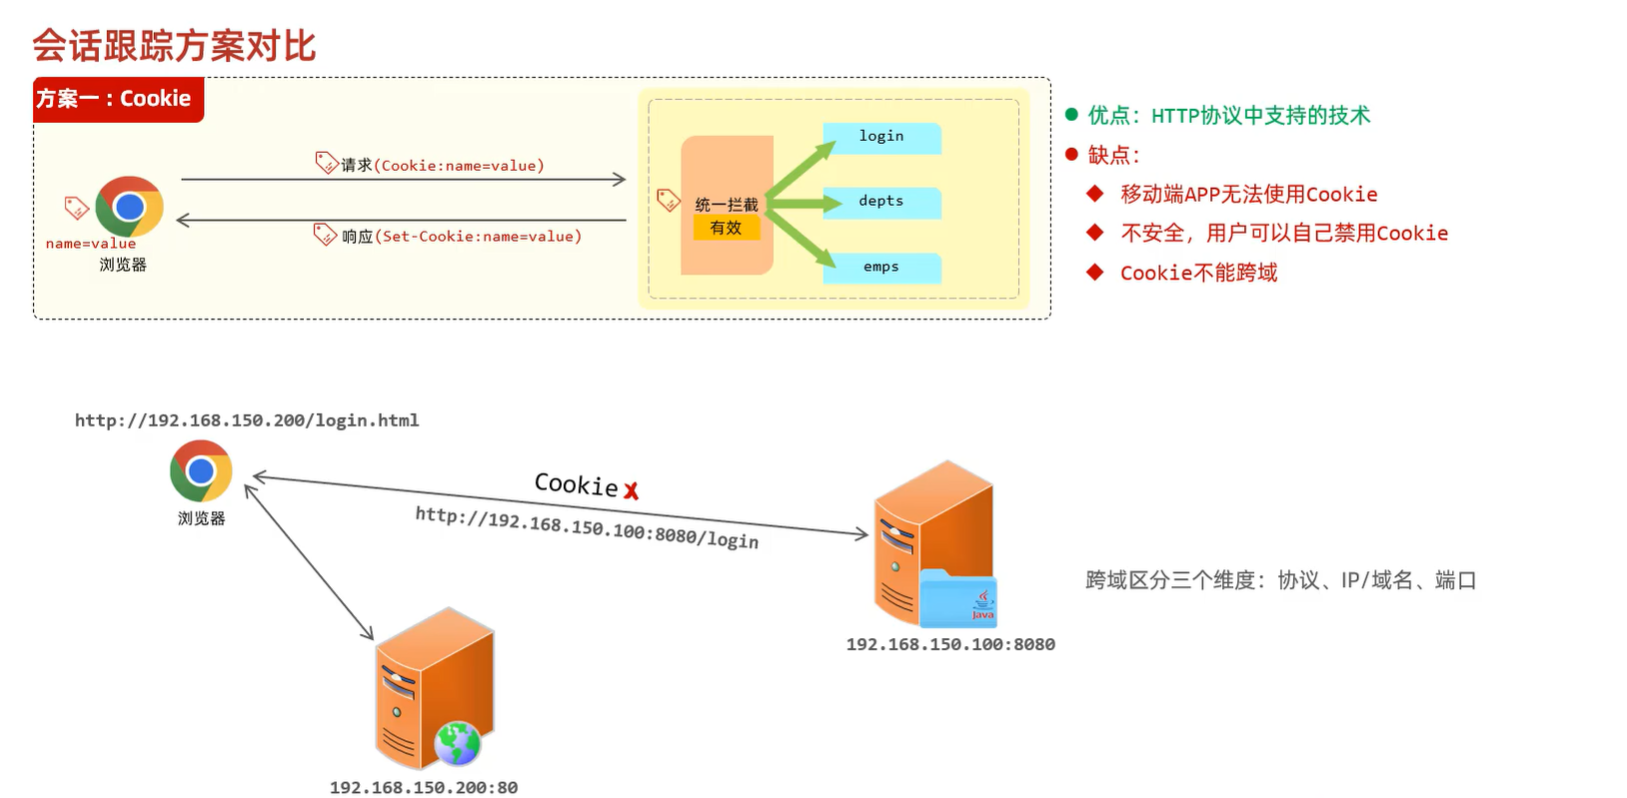 会话跟踪方案对比
方案一：Cookie
请求(Cookie:name=value)
响应(Set-Cookie:name=value)
name=value
浏览器
统一拦截
有效
login
depts
emps
优点：HTTP协议中支持的技术
缺点：
移动端APP无法使用Cookie
不安全，用户可以自己禁用Cookie
Cookie不能跨域
http://192.168.150.200/login.html
浏览器
Cookie
http://192.168.150.100:8080/login
Java
192.168.150.100:8080
192.168.150.200:80
跨域区分三个维度：协议、IP/域名、端口